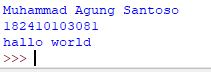 Muhammad Agung Santoso
182410103081
hallo world
>>>